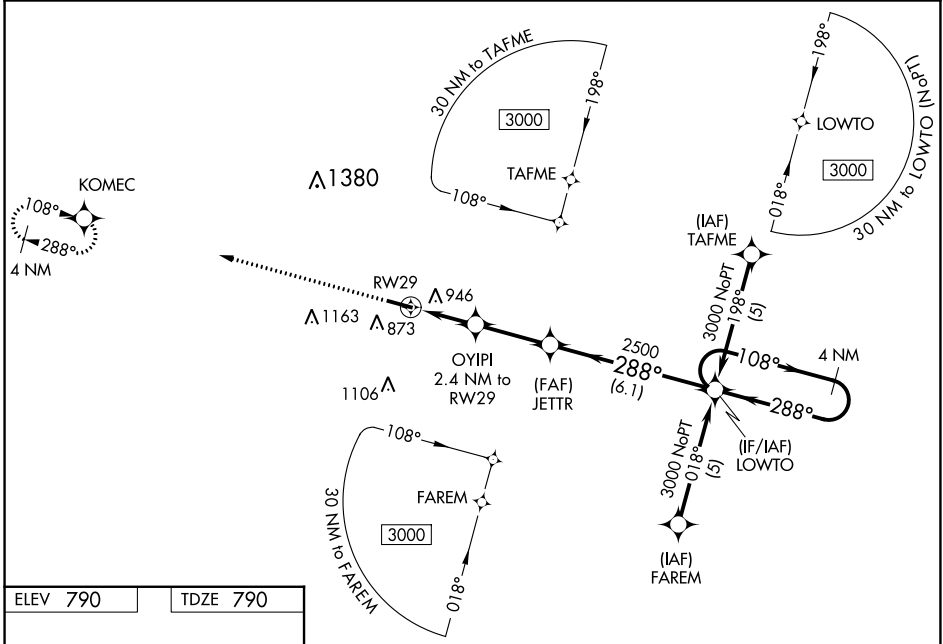 30 NM to TAFME
198°
3000
TAFME
108°
198°
LOWTO
3000
018°
30 NM to LOWTO (NoPT)
KOMEC
108°
288°
4 NM
1380
(IAF)
TAFME
3000 NoPT
198°
(5)
RW29
946
1163
873
OYIPI
2.4 NM to
RW29
(FAF)
JETTR
2500
288°
(6.1)
108°
4 NM
288°
(IF/IAF)
LOWTO
1106
3000 NoPT
018°
(5)
(IAF)
FAREM
108°
FAREM
3000
018°
30 NM to FAREM
ELEV 790
TDZE 790